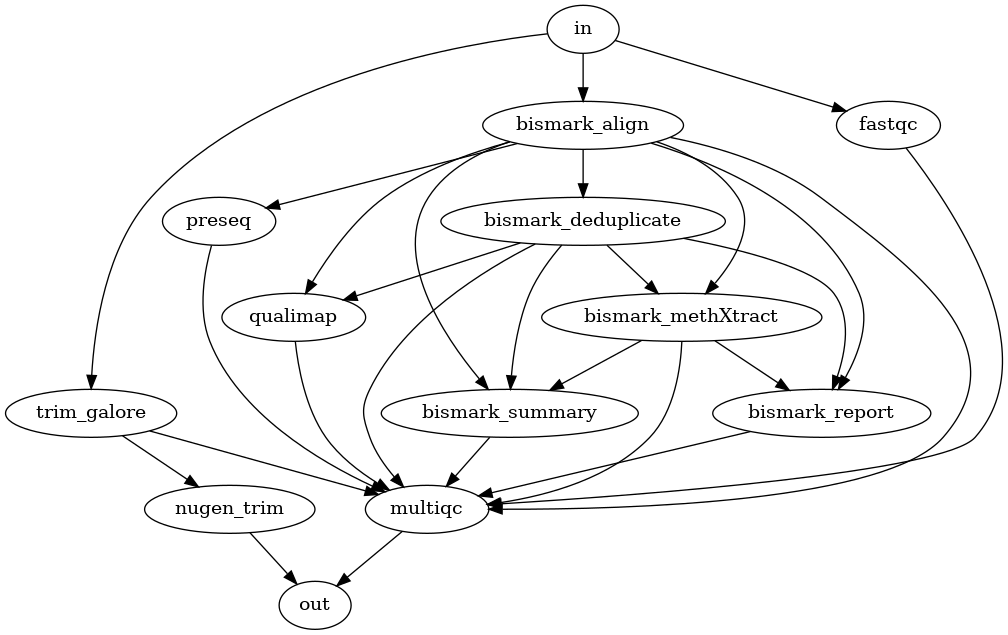 in
bismark_align
fastqc
preseq
bismark_deduplicate
qualimap
bismark_methXtract
trim_galore
bismark_summary
bismark_report
nugen_trim
multiqc
out